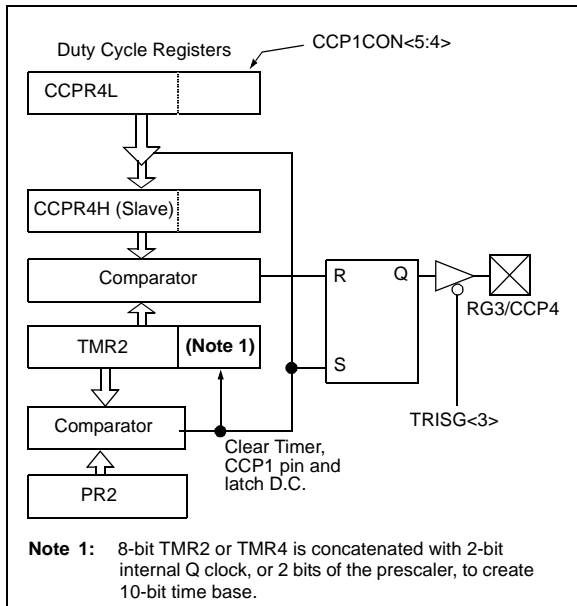 Duty Cycle Registers
CCP1CON<5:4>
CCPR4L
CCPR4H (Slave)
Comparator
R
Q
RG3/CCP4
TMR2
(Note 1)
S
TRISG<3>
Comparator
Clear Timer,
CCP1 pin and
latch D.C.
PR2
Note 1: 8-bit TMR2 or TMR4 is concatenated with 2-bit
internal Q clock, or 2 bits of the prescaler, to create
10-bit time base.